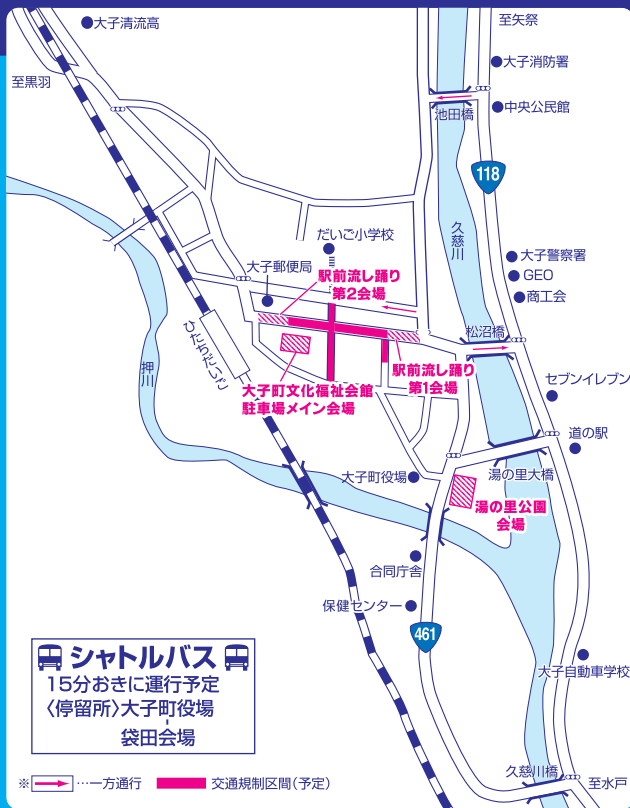 大子清流高
至矢祭
大子消防署
至黒羽
中央公民館
池田橋
118
久慈川
だいご小学校
大子警察署
大子郵便局
駅前流し踊り
第2会場
GEO
商工会
松沼橋
ひたちだいご
押川
駅前流し踊り
第1会場
セブンイレブン
大子町文化福祉会館
駐車場メイン会場
道の駅
大子町役場
湯の里大橋
湯の里公園
会場
合同庁舎
保健センター
461
大子自動車学校
シャトルバス
15分おきに運行予定
〈停留所〉大子町役場
-
袋田会場
久慈川橋
至水戸
※ …一方通行 交通規制区間(予定)